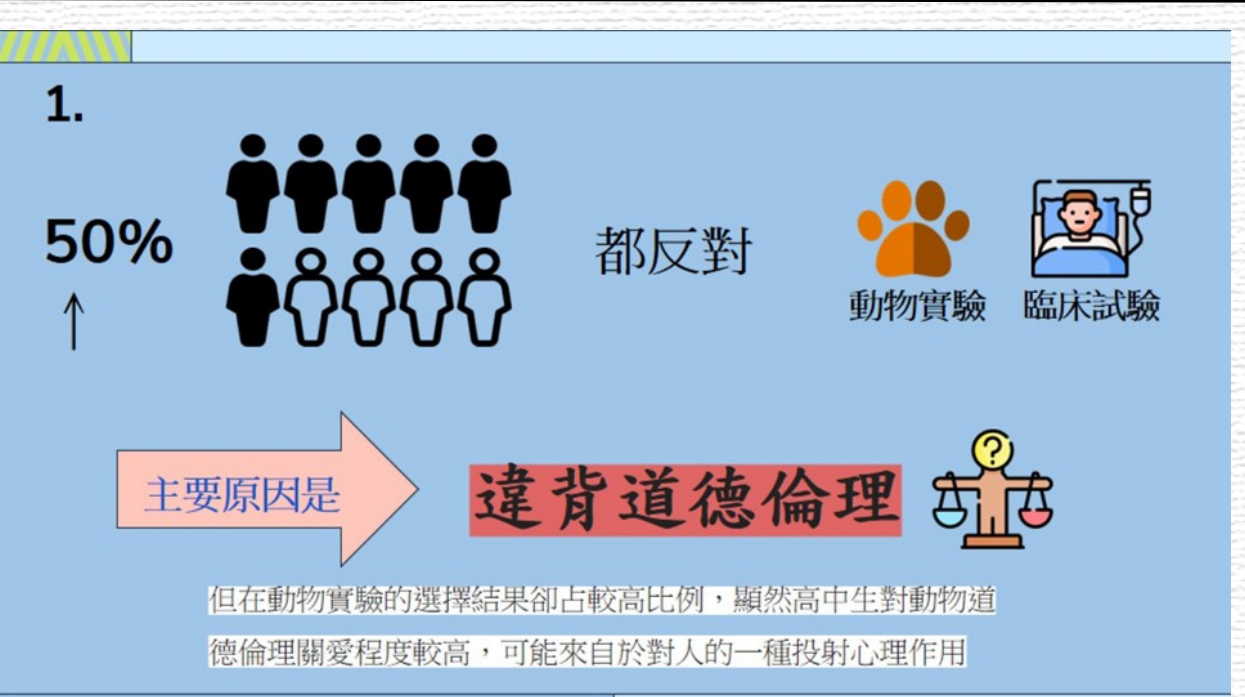 1.
50%
都反對
動物實驗
臨床試驗
主要原因是
違背道德倫理
?
但在動物實驗的選擇結果卻占較高比例，顯然高中生對動物道
德倫理關愛程度較高，可能來自於對人的一種投射心理作用